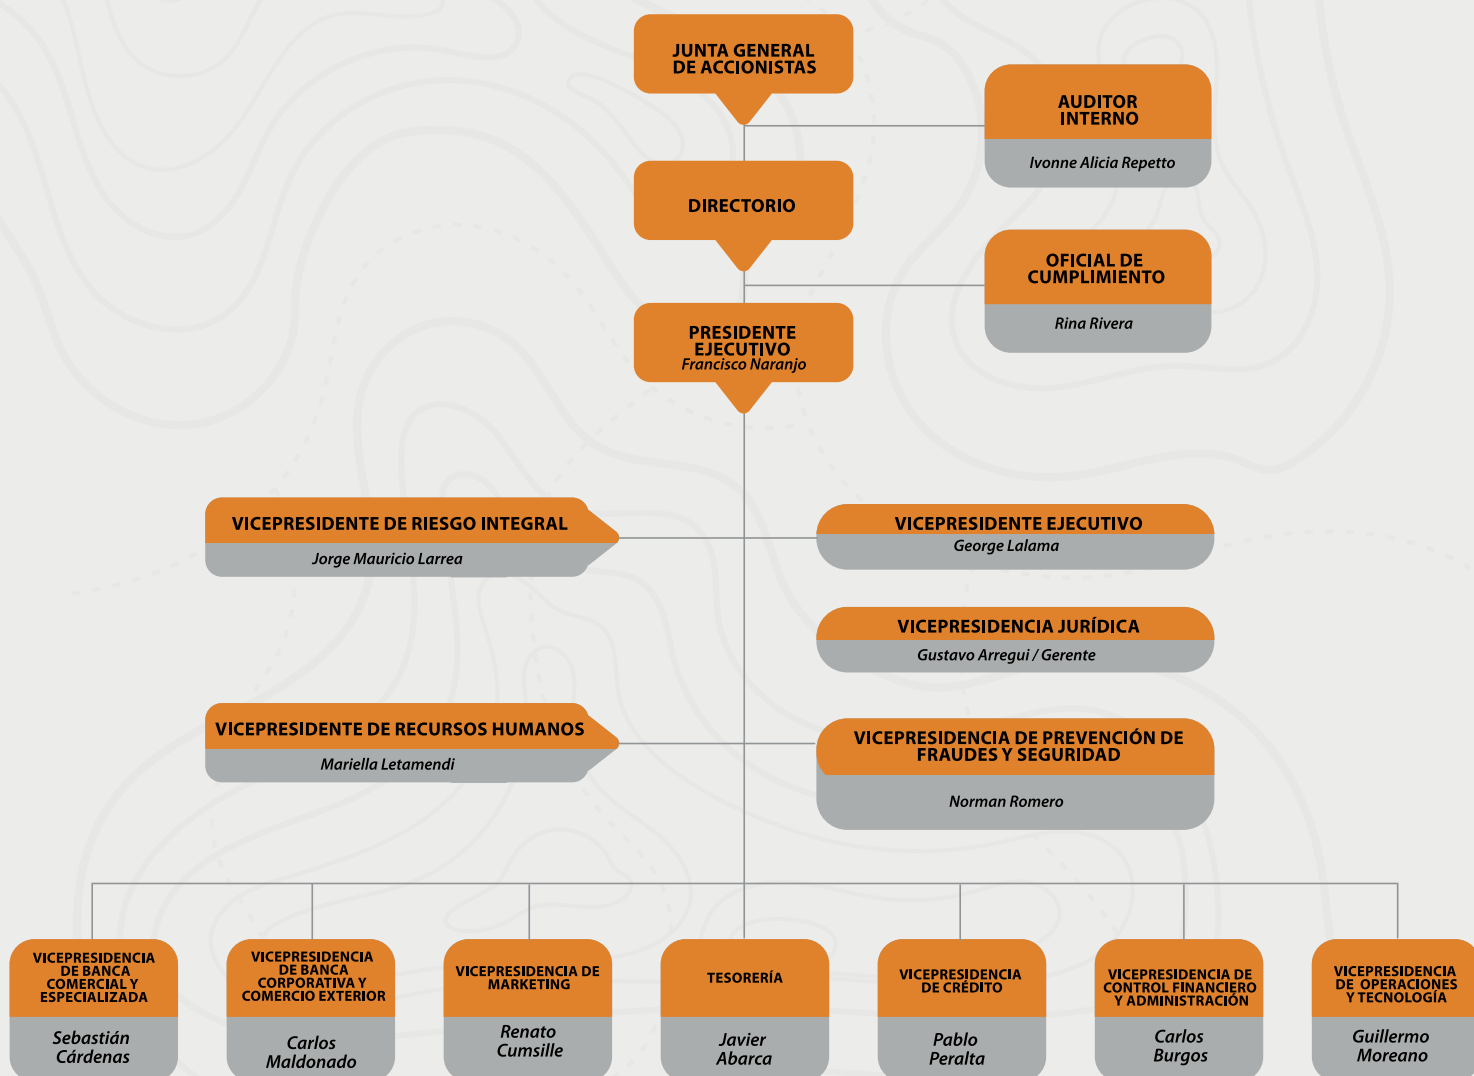 JUNTA GENERAL
DE ACCIONISTAS
AUDITOR
INTERNO
Ivonne Alicia Repetto
DIRECTORIO
OFICIAL DE
CUMPLIMIENTO
Rina Rivera
PRESIDENTE
EJECUTIVO
Francisco Naranjo
VICEPRESIDENTE DE RIESGO INTEGRAL
Jorge Mauricio Larrea
VICEPRESIDENTE EJECUTIVO
George Lalama
VICEPRESIDENCIA JURÍDICA
Gustavo Arregui / Gerente
VICEPRESIDENTE DE RECURSOS HUMANOS
Mariella Letamendi
VICEPRESIDENCIA DE PREVENCIÓN DE
FRAUDES Y SEGURIDAD
Norman Romero
VICEPRESIDENCIA
DE BANCA
COMERCIAL Y
ESPECIALIZADA
Sebastián
Cárdenas
VICEPRESIDENCIA
DE BANCA
CORPORATIVA Y
COMERCIO EXTERIOR
Carlos
Maldonado
VICEPRESIDENCIA DE
MARKETING
Renato
Cumsille
TESORERÍA
Javier
Abarca
VICEPRESIDENCIA
DE CRÉDITO
Pablo
Peralta
VICEPRESIDENCIA DE
CONTROL FINANCIERO
Y ADMINISTRACIÓN
Carlos
Burgos
VICEPRESIDENCIA
DE OPERACIONES
Y TECNOLOGÍA
Guillermo
Moreano